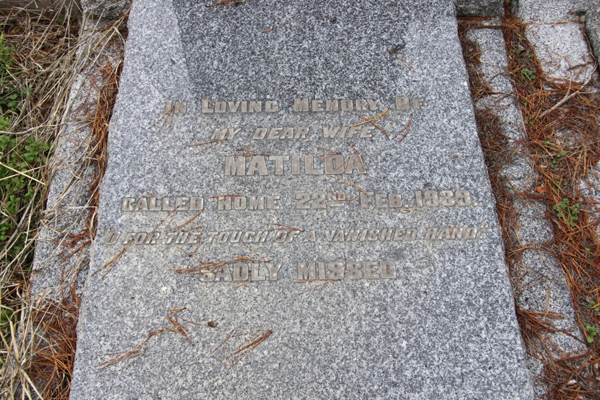 IN LOVING MEMORY OF
MY DEAR WIFE
MATILDA
CALLED HOME 22ND FEB. 1939.
"O FOR THE TOUCH OF A VANISHED HAND"
SADLY MISSED